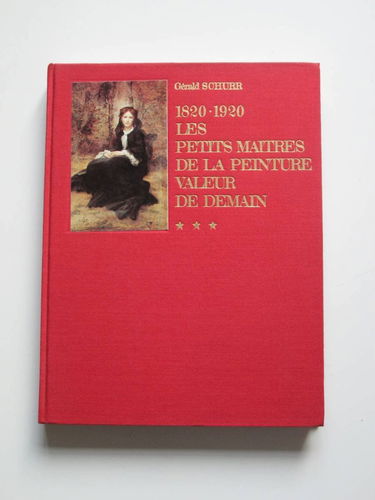 Gérald SCHURR
1820-1920
LES
PETITS MAITRES
DE LA PEINTURE
VALEUR
DE DEMAIN
★ ★ ★